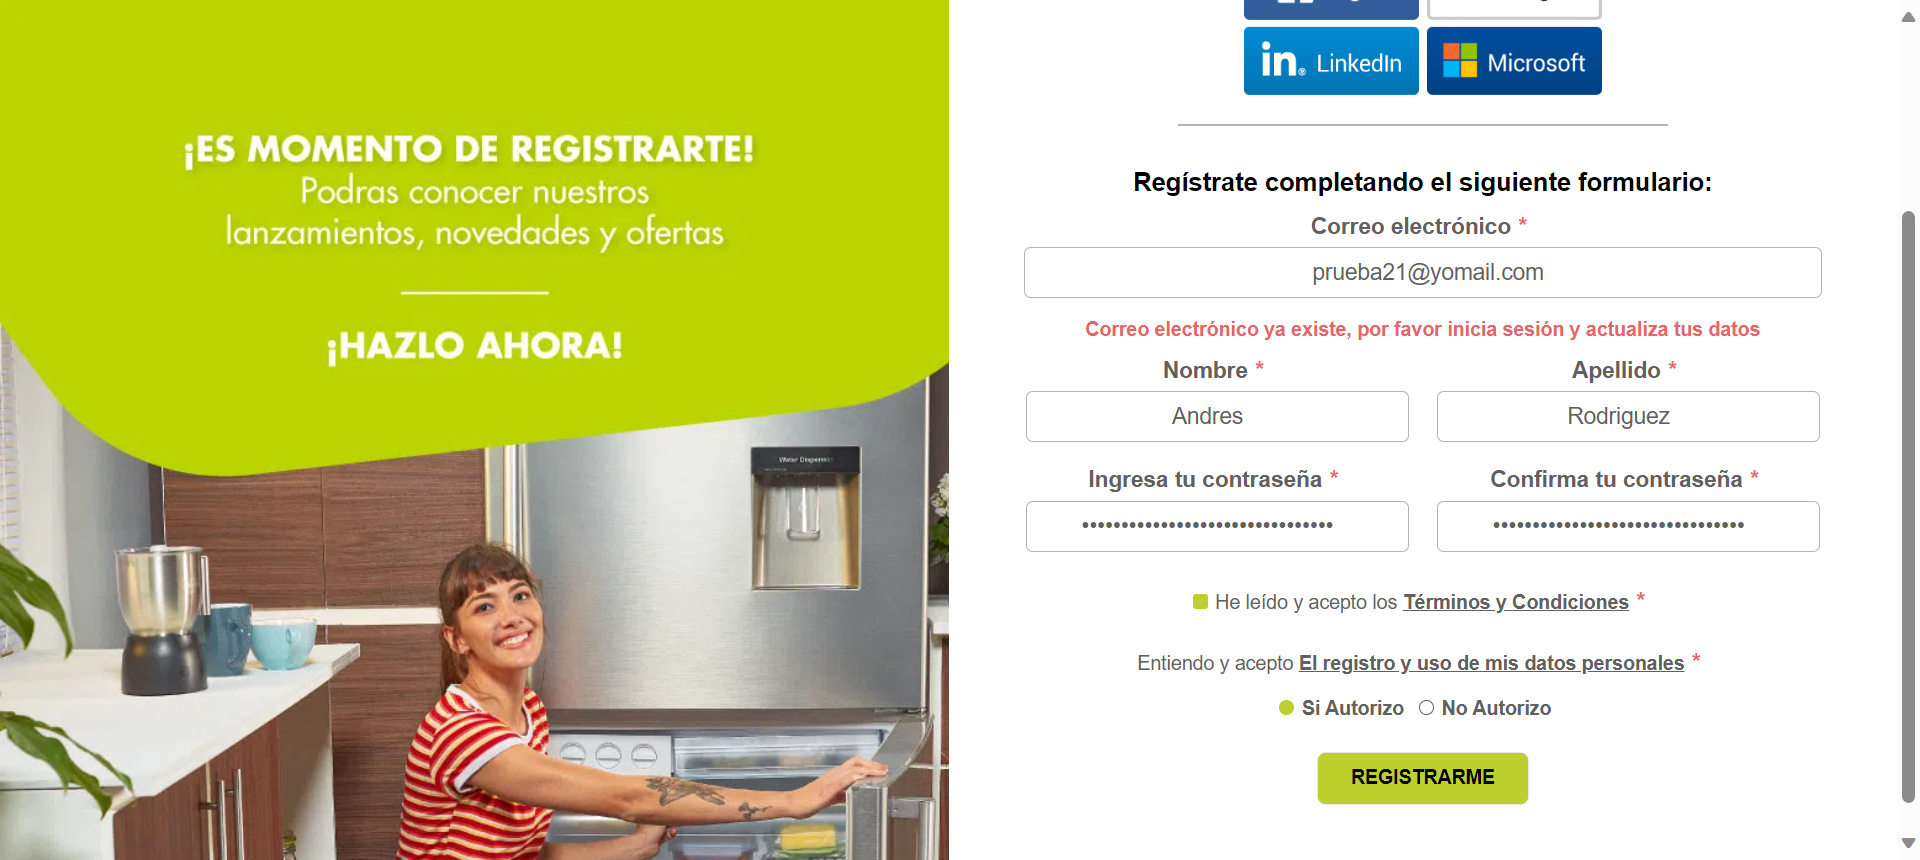 ¡ES MOMENTO DE REGISTRARTE!
Podras conocer nuestros
lanzamientos, novedades y ofertas
¡HAZLO AHORA!
Water Dispenser
in® LinkedIn
Microsoft
Regístrate completando el siguiente formulario:
Correo electrónico *
prueba21@yomail.com
Correo electrónico ya existe, por favor inicia sesión y actualiza tus datos
Nombre *
Apellido *
Andres
Rodriguez
Ingresa tu contraseña *
Confirma tu contraseña *
••••••••••••••••••••••••••••••••
••••••••••••••••••••••••••••••••
He leído y acepto los Términos y Condiciones *
Entiendo y acepto El registro y uso de mis datos personales *
Si Autorizo
No Autorizo
REGISTRARME